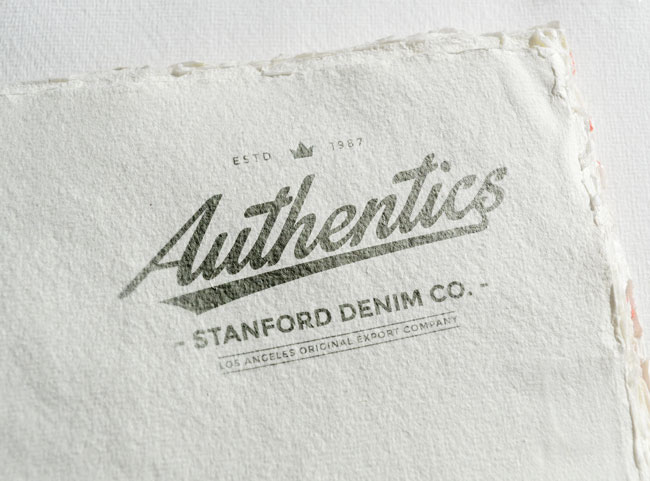 ESTD 1987
Authentics
- STANFORD DENIM CO. -
LOS ANGELES ORIGINAL EXPORT COMPANY